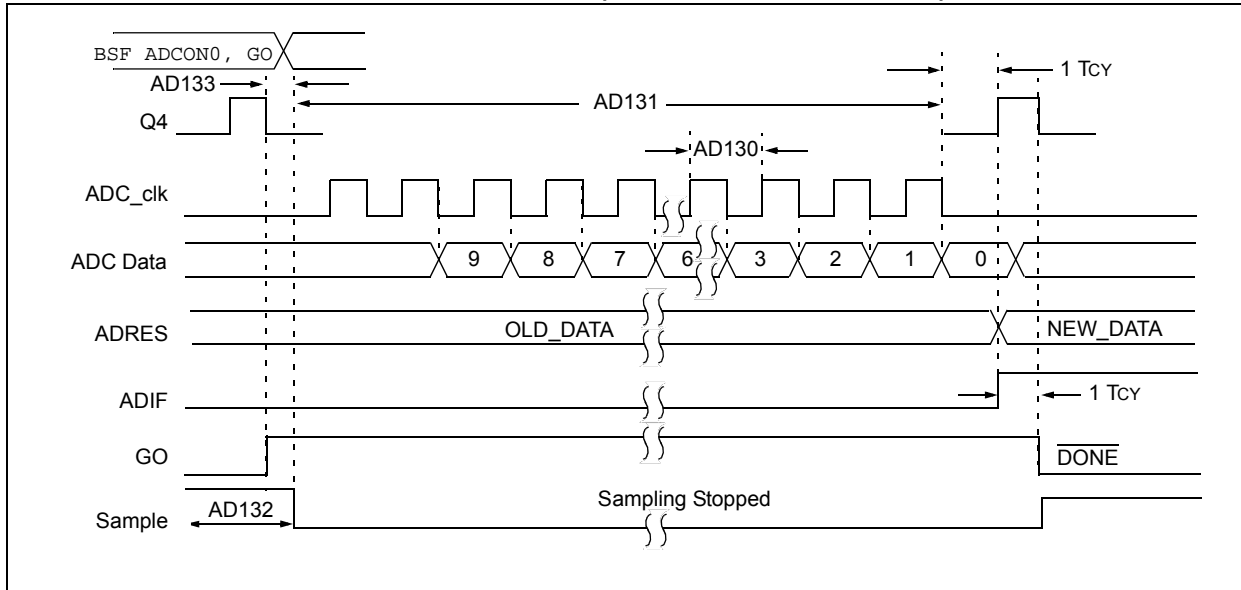 BSF ADCON0, GO
AD133
1 TCY
AD131
Q4
AD130
ADC_clk
ADC Data 9 8 7 6 3 2 1 0
ADRES OLD_DATA NEW_DATA
ADIF 1 TCY
GO DONE
Sample AD132 Sampling Stopped